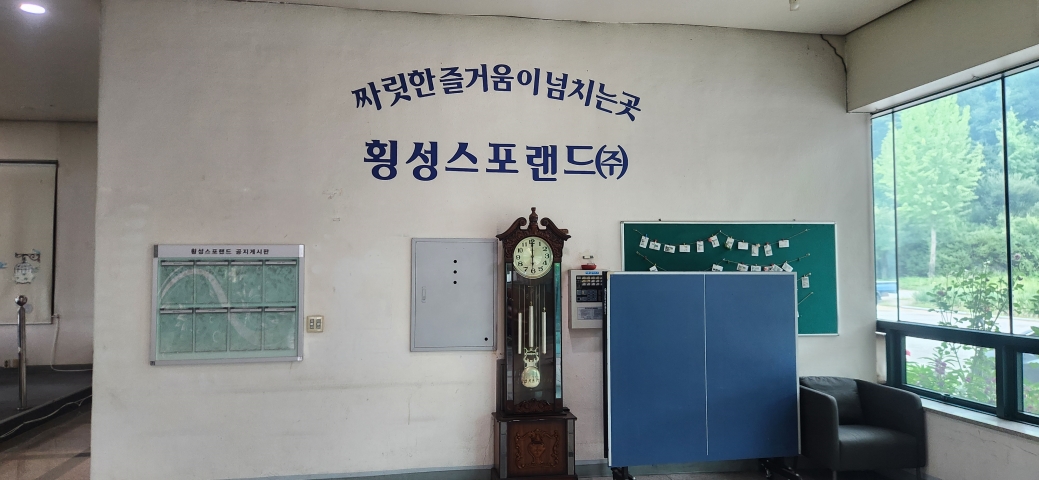 짜릿한즐거움이넘치는곳
횡성스포랜드㈜
횡성스포랜드 공지게시판